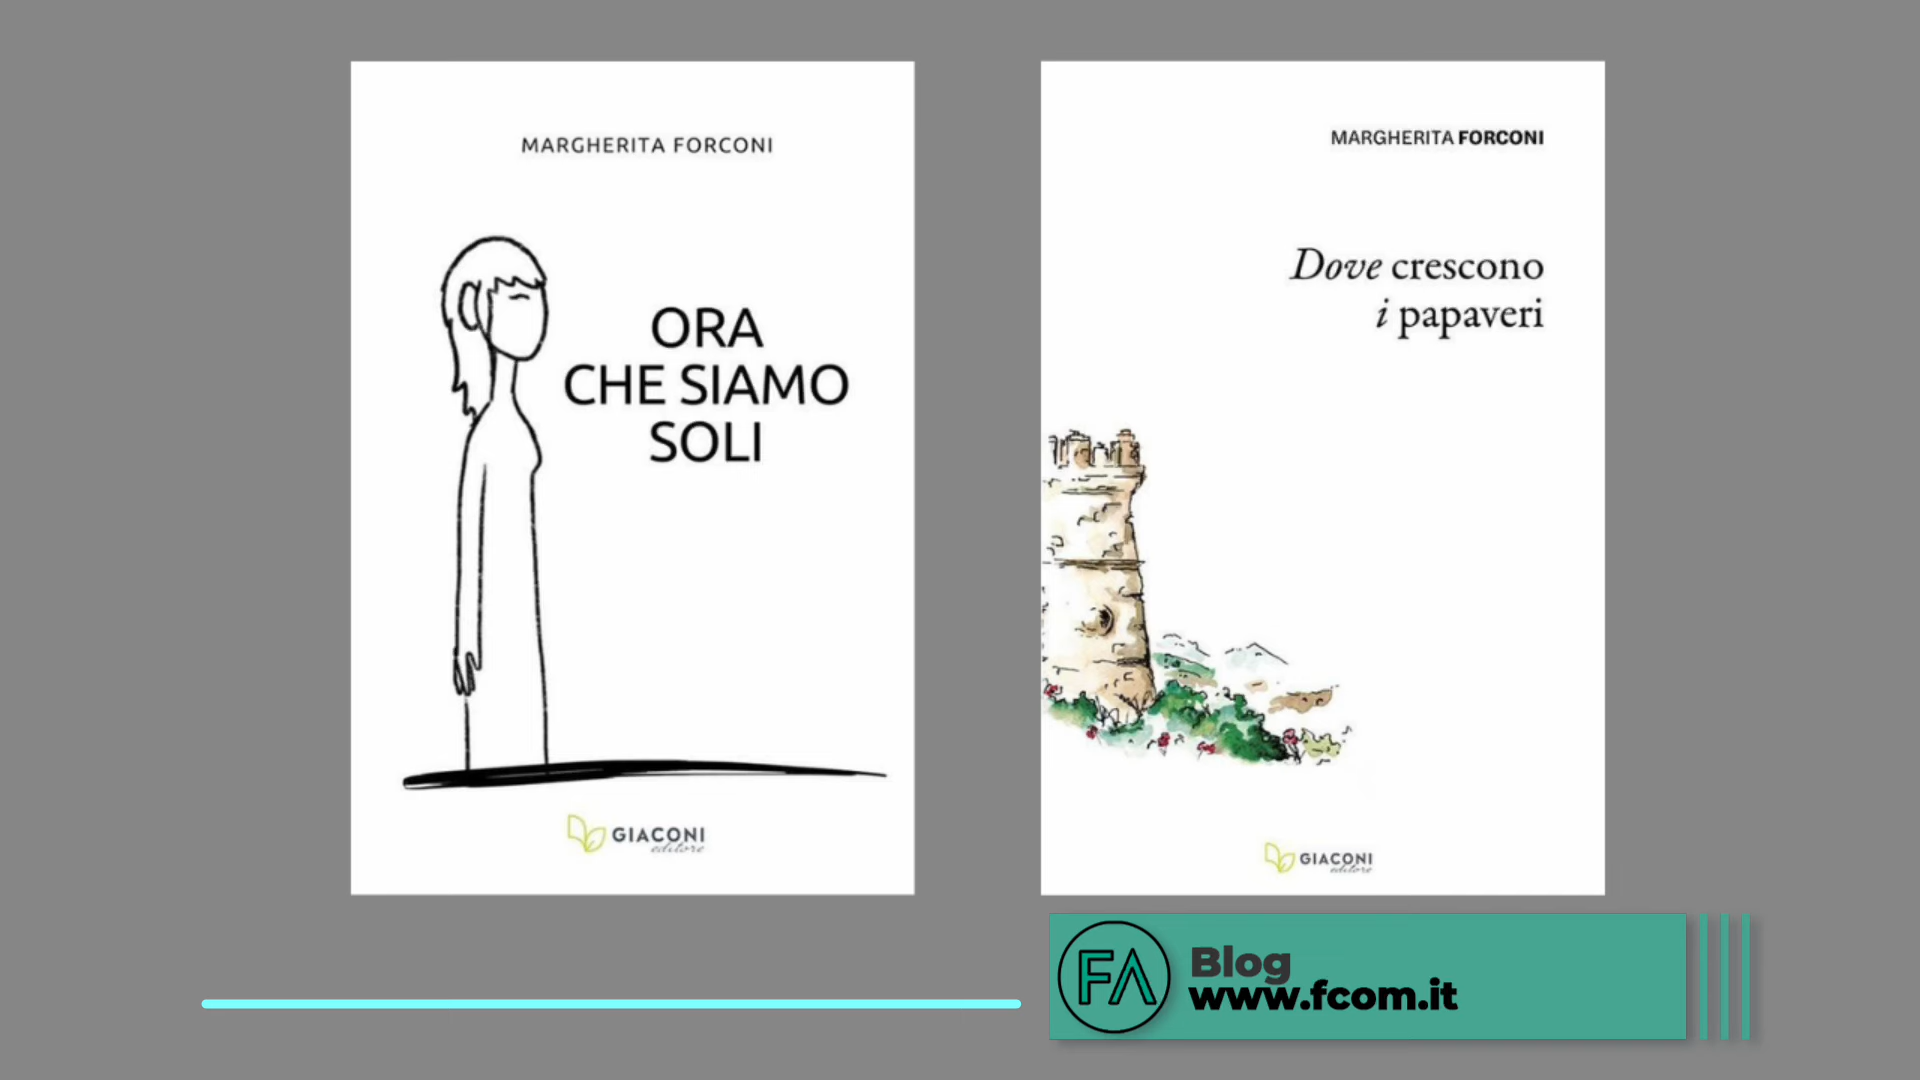 MARGHERITA FORCONI
ORA
CHE SIAMO
SOLI
GIACONI
editore
MARGHERITA FORCONI
Dove crescono
i papaveri
GIACONI
editore
FA
Blog
www.fcom.it